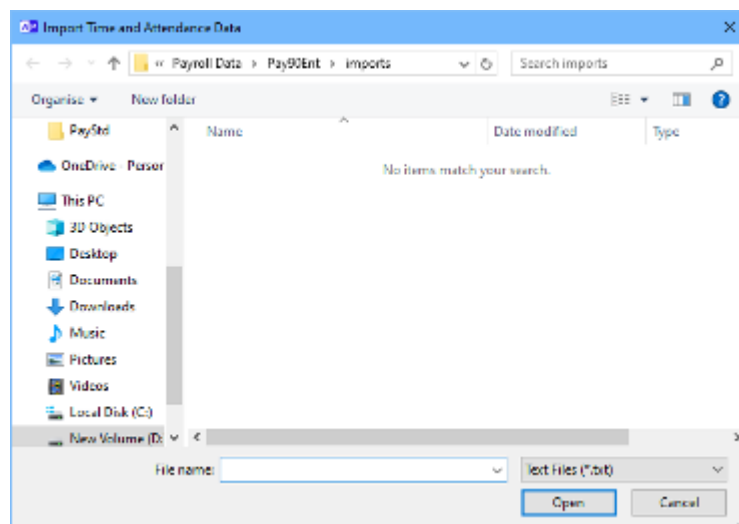 Import Time and Attendance Data
« Payroll Data > Pay90Ent > imports
Search imports
Organise
New folder
Name
Date modified
Type
PayStd
No items match your search.
OneDrive - Person
This PC
3D Objects
Desktop
Documents
Downloads
Music
Pictures
Videos
Local Disk (C:)
New Volume (D:
File name:
Text Files (*.txt)
Open
Cancel